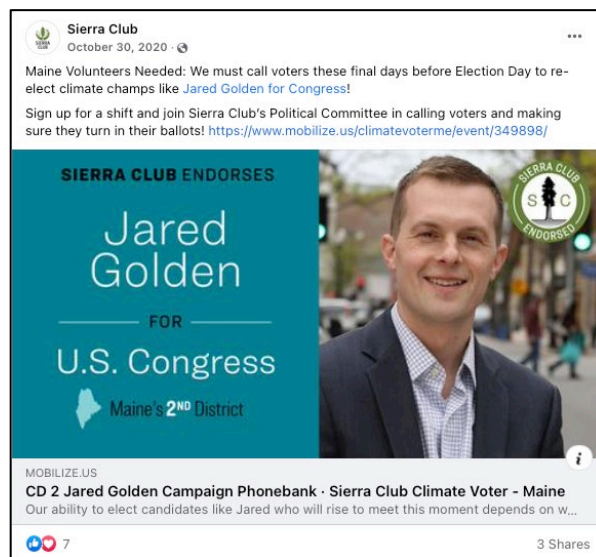 Sierra Club
October 30, 2020 ·
Maine Volunteers Needed: We must call voters these final days before Election Day to re-
elect climate champs like Jared Golden for Congress!
Sign up for a shift and join Sierra Club's Political Committee in calling voters and making
sure they turn in their ballots! https://www.mobilize.us/climatevoterme/event/349898/
SIERRA CLUB ENDORSES
Jared
Golden
FOR
U.S. Congress
Maine's 2ND District
SIERRA CLUB
S C
ENDORSED
MOBILIZE.US
CD 2 Jared Golden Campaign Phonebank · Sierra Club Climate Voter - Maine
Our ability to elect candidates like Jared who will rise to meet this moment depends on w...
7
3 Shares